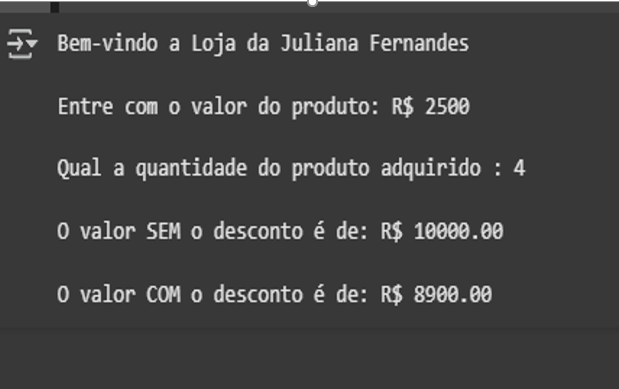 Bem-vindo a Loja da Juliana Fernandes
Entre com o valor do produto: R$ 2500
Qual a quantidade do produto adquirido : 4
O valor SEM o desconto é de: R$ 10000.00
O valor COM o desconto é de: R$ 8900.00